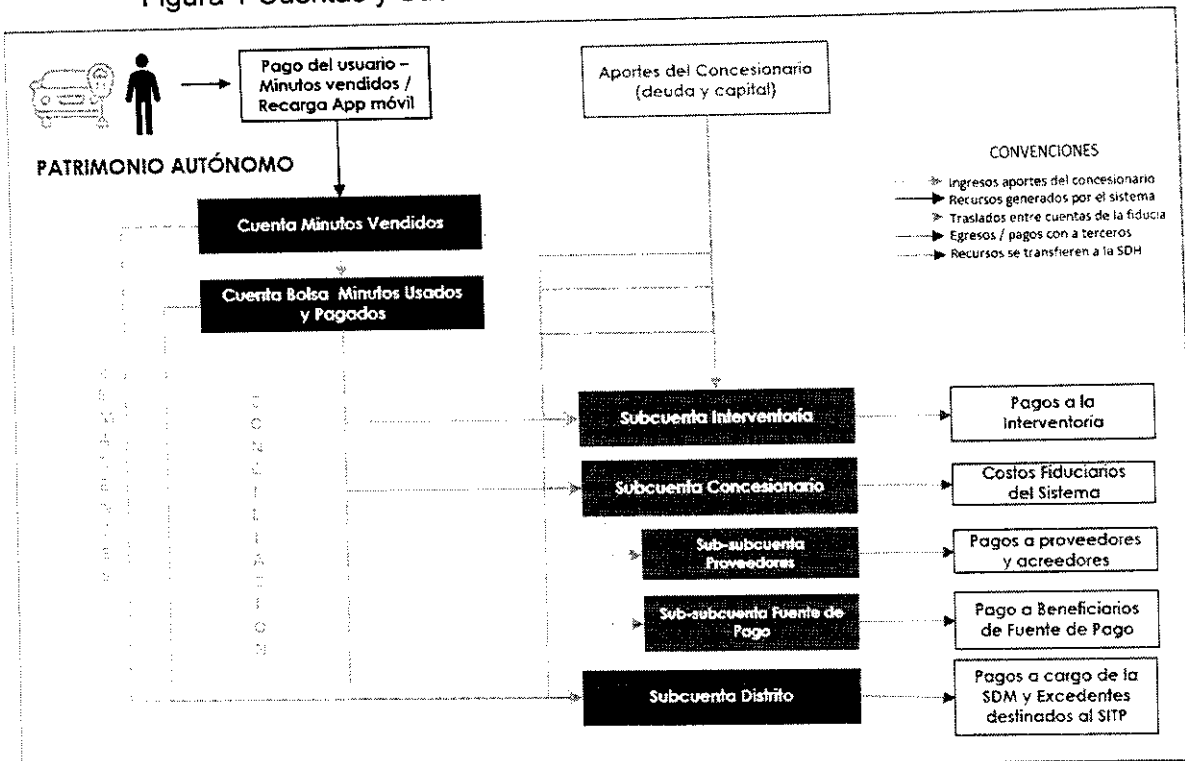 Figura 1 Cuentas y
Pago del usuario –
Minutos vendidos /
Recarga App móvil
Aportes del Concesionario
(deuda y capital)
PATRIMONIO AUTÓNOMO
CONVENCIONES
Ingresos aportes del concesionario
Recursos generados por el sistema
Traslados entre cuentas de la fiducia
Egresos / pagos con a terceros
Recursos se transfieren a la SDH
Cuenta Minutos Vendidos
Cuenta Bolsa Minutos Usados
y Pagados
Subcuenta Interventoría
Pagos a la
Interventoría
Subcuenta Concesionario
Costos Fiduciarios
del Sistema
Sub-subcuenta
Proveedores
Pagos a proveedores
y acreedores
Sub-subcuenta Fuente de
Pago
Pago a Beneficiarios
de Fuente de Pago
Subcuenta Distrito
Pagos a cargo de la
SDM y Excedentes
destinados al SITP